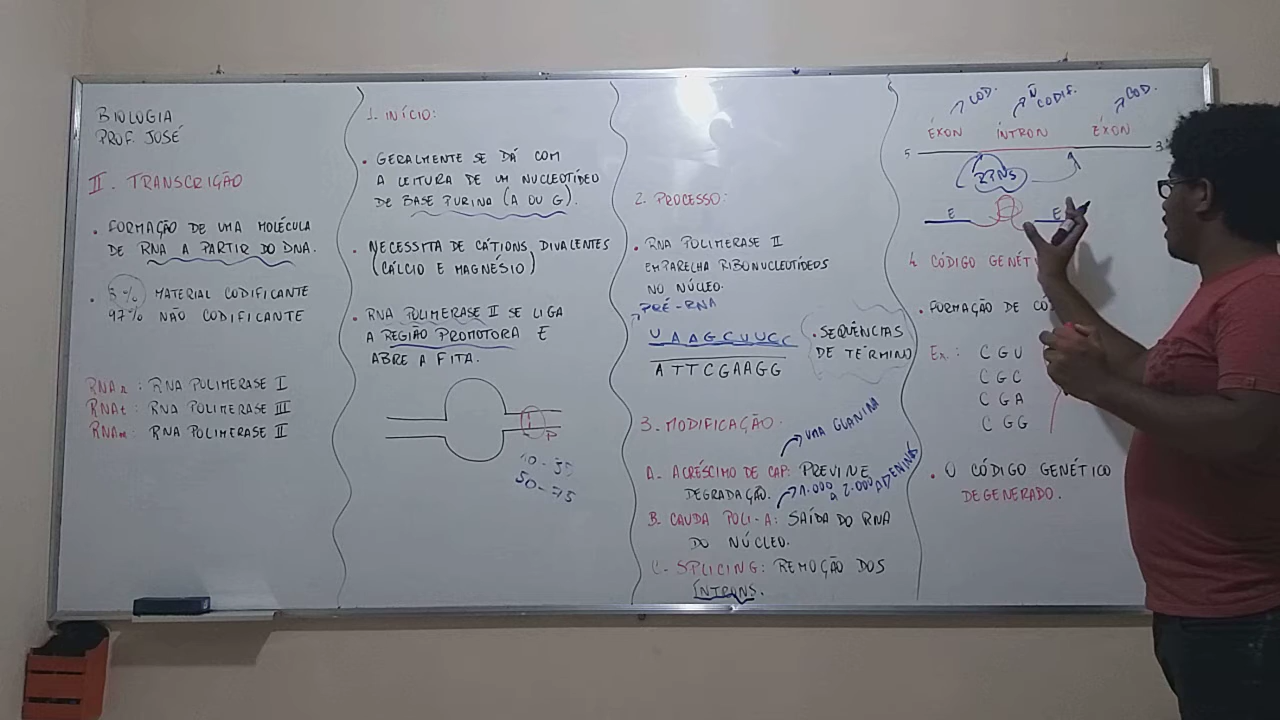 BIOLOGIA
PROF. JOSÉ
II. TRANSCRIÇÃO
. FORMAÇÃO DE UMA MOLÉCULA
DE RNA A PARTIR DO DNA.
. 3% MATERIAL CODIFICANTE
97% NÃO CODIFICANTE
RNAr : RNA POLIMERASE I
RNAt : RNA POLIMERASE III
RNAm : RNA POLIMERASE II
1. INÍCIO:
. GERALMENTE SE DÁ COM
A LEITURA DE UM NUCLEOTÍDEO
DE BASE PURINA (A OU G).
. NECESSITA DE CÁTIONS DIVALENTES
(CÁLCIO E MAGNÉSIO)
. RNA POLIMERASE II SE LIGA
A REGIÃO PROMOTORA E
ABRE A FITA.
P
50-75
2. PROCESSO:
. RNA POLIMERASE II
EMPARELHA RIBONUCLEOTÍDEOS
NO NÚCLEO.
PRÉ-RNA
U A A G C U U C C
A T T C G A A G G
. SEQUÊNCIAS
DE TÉRMINO
3. MODIFICAÇÃO:
UMA GUANINA
A- ACRÉSCIMO DE CAP: PREVINE
DEGRADAÇÃO.
1.000 A 2.000 ADENINAS
B. CAUDA POLI-A: SAÍDA DO RNA
DO NÚCLEO.
C- SPLICING: REMOÇÃO DOS
ÍNTRONS.
COD. Ñ CODIF. COD.
ÉXON ÍNTRON ÉXON
5 3
E E
4. CÓDIGO
. FORMAÇÃO DE
Ex.: C G U
C G C
C G A
C G G
. O CÓDIGO GENÉTICO
DEGENERADO.